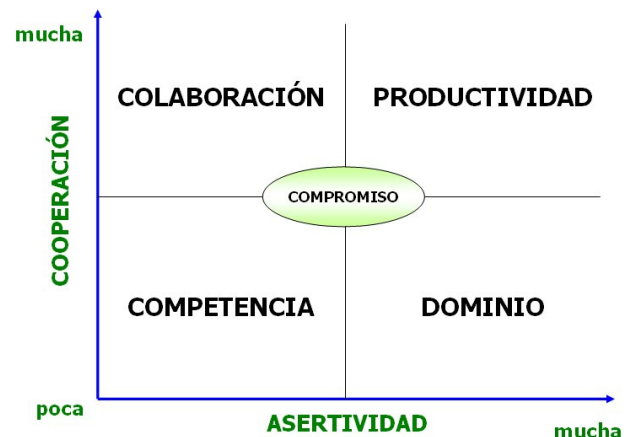 mucha
COLABORACIÓN PRODUCTIVIDAD
COOPERACIÓN
COMPROMISO
COMPETENCIA DOMINIO
poca
ASERTIVIDAD
mucha